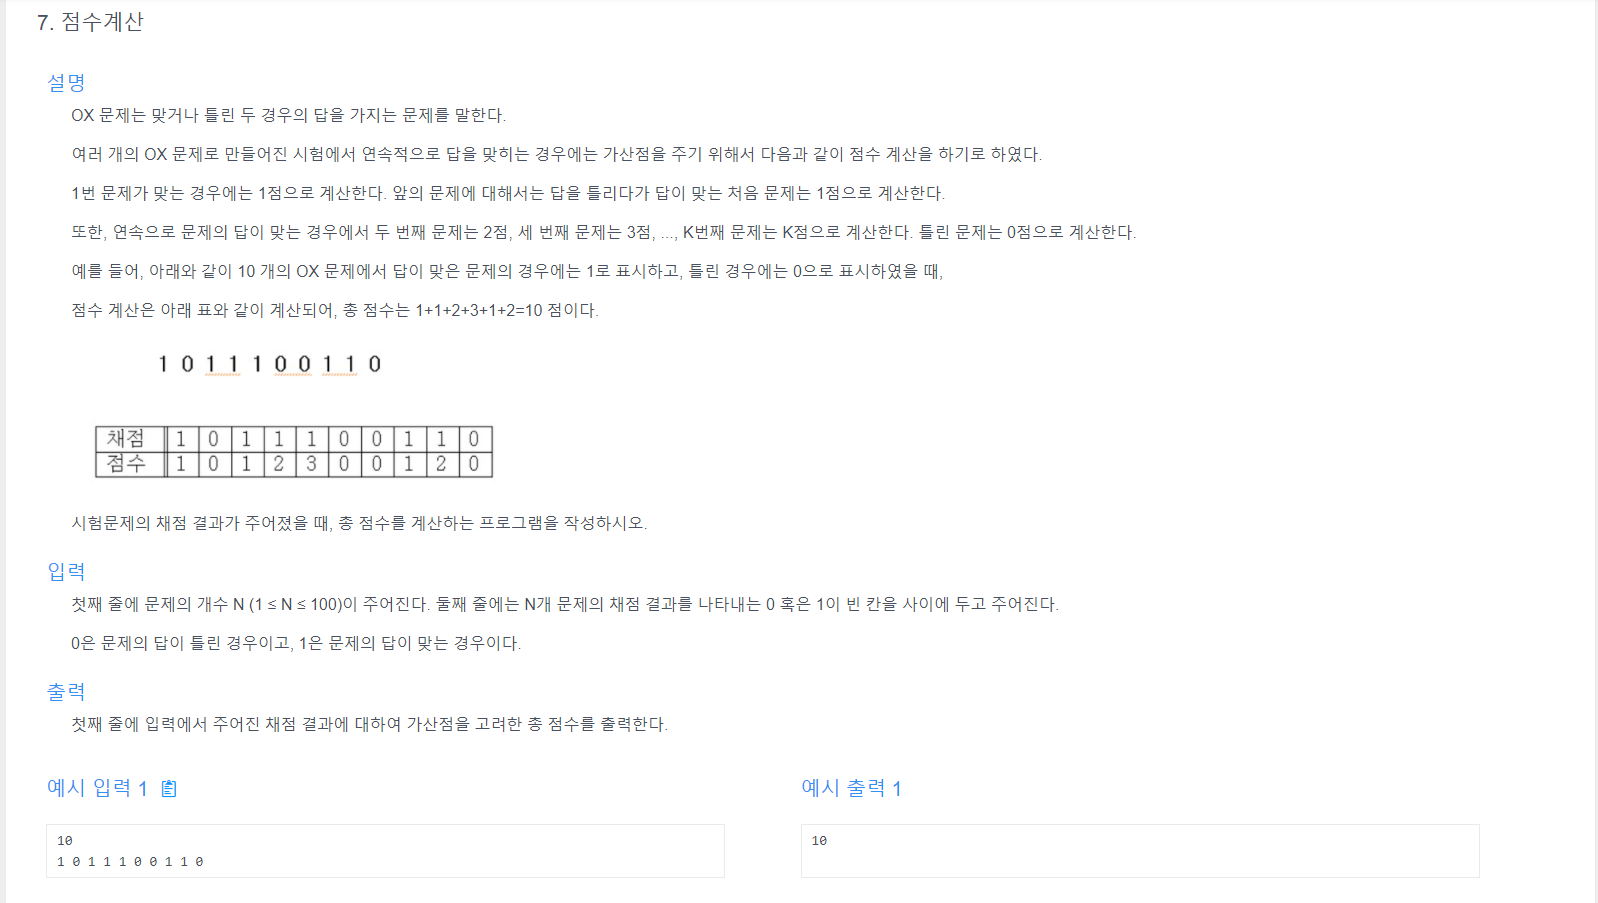 7. 점수계산
설명
OX 문제는 맞거나 틀린 두 경우의 답을 가지는 문제를 말한다.
여러 개의 OX 문제로 만들어진 시험에서 연속적으로 답을 맞히는 경우에는 가산점을 주기 위해서 다음과 같이 점수 계산을 하기로 하였다.
1번 문제가 맞는 경우에는 1점으로 계산한다. 앞의 문제에 대해서는 답을 틀리다가 답이 맞는 처음 문제는 1점으로 계산한다.
또한, 연속으로 문제의 답이 맞는 경우에서 두 번째 문제는 2점, 세 번째 문제는 3점, ..., K번째 문제는 K점으로 계산한다. 틀린 문제는 0점으로 계산한다.
예를 들어, 아래와 같이 10 개의 OX 문제에서 답이 맞은 문제의 경우에는 1로 표시하고, 틀린 경우에는 0으로 표시하였을 때,
점수 계산은 아래 표와 같이 계산되어, 총 점수는 1+1+2+3+1+2=10 점이다.
1 0 1 1 1 0 0 1 1 0
채점 1 0 1 1 1 0 0 1 1 0
점수 1 0 1 2 3 0 0 1 2 0
시험문제의 채점 결과가 주어졌을 때, 총 점수를 계산하는 프로그램을 작성하시오.
입력
첫째 줄에 문제의 개수 N (1 ≤ N ≤ 100)이 주어진다. 둘째 줄에는 N개 문제의 채점 결과를 나타내는 0 혹은 1이 빈 칸을 사이에 두고 주어진다.
0은 문제의 답이 틀린 경우이고, 1은 문제의 답이 맞는 경우이다.
출력
첫째 줄에 입력에서 주어진 채점 결과에 대하여 가산점을 고려한 총 점수를 출력한다.
예시 입력 1
10
1 0 1 1 1 0 0 1 1 0
예시 출력 1
10